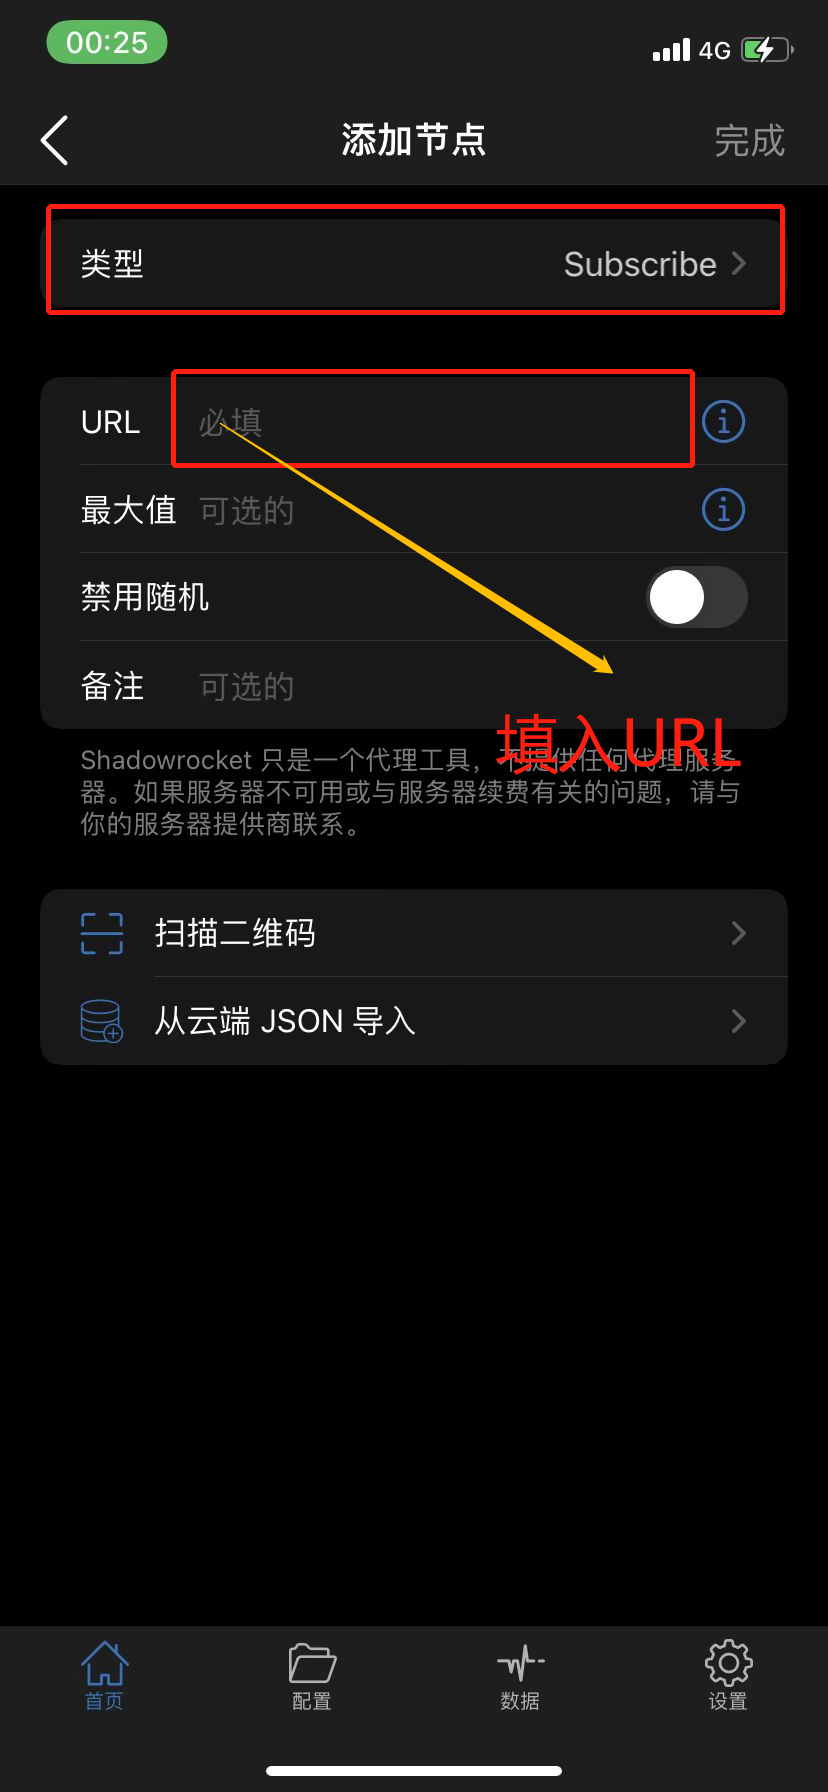 00:25
4G
添加节点
完成
类型
Subscribe
URL
必填
最大值
可选的
禁用随机
备注
可选的
填入URL
Shadowrocket 只是一个代理工具，不提供任何代理服务
器。如果服务器不可用或与服务器续费有关的问题，请与
你的服务器提供商联系。
扫描二维码
从云端 JSON 导入
首页
配置
数据
设置